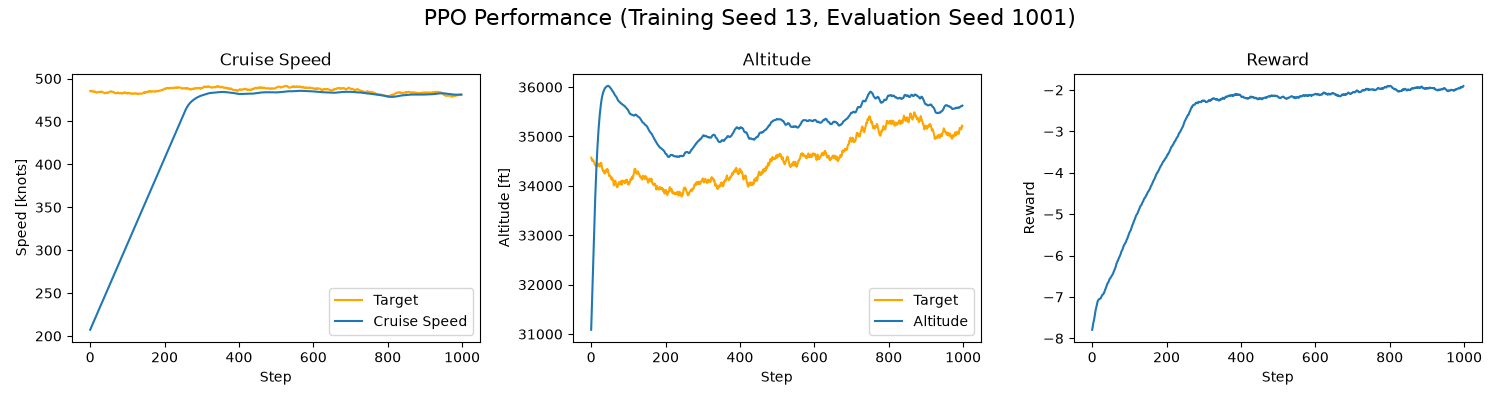 PPO Performance (Training Seed 13, Evaluation Seed 1001)
Cruise Speed
500
450
400
350
300
250
200
Speed [knots]
0 200 400 600 800 1000
Step
Target
Cruise Speed
Altitude
36000
35000
34000
33000
32000
31000
Altitude [ft]
0 200 400 600 800 1000
Step
Target
Altitude
Reward
−2
−3
−4
−5
−6
−7
−8
Reward
0 200 400 600 800 1000
Step